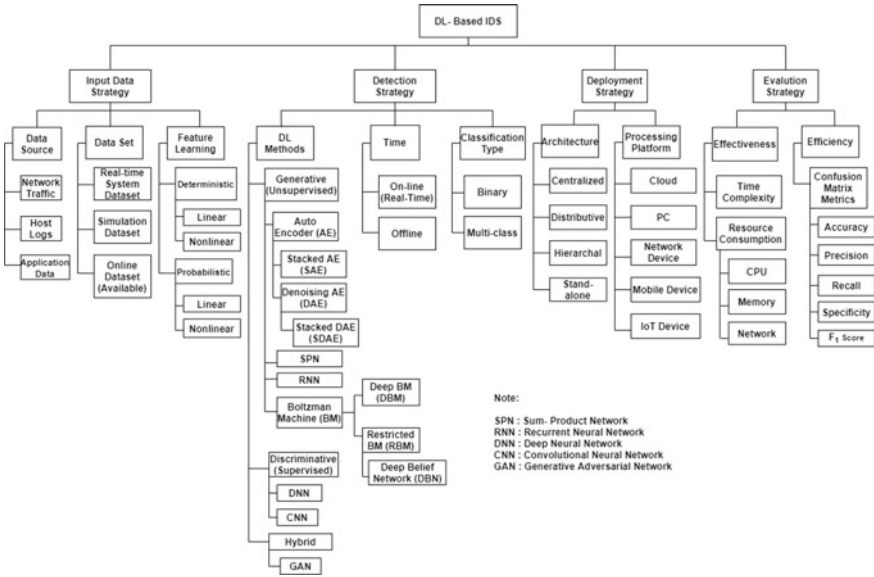 DL- Based IDS
Input Data
Strategy
Detection
Strategy
Deployment
Strategy
Evalution
Strategy
Data
Source
Data Set
Feature
Learning
DL
Methods
Time
Classification
Type
Architecture
Processing
Platform
Effectiveness
Efficiency
Network
Traffic
Host
Logs
Application
Data
Real-time
System
Dataset
Simulation
Dataset
Online
Dataset
(Available)
Deterministic
Linear
Nonlinear
Probabilistic
Linear
Nonlinear
Generative
(Unsupervised)
Auto
Encoder (AE)
Stacked AE
(SAE)
Denoising AE
(DAE)
Stacked DAE
(SDAE)
SPN
RNN
Boltzman
Machine (BM)
Deep BM
(DBM)
Restricted
BM (RBM)
Deep Belief
Network (DBN)
Discriminative
(Supervised)
DNN
CNN
Hybrid
GAN
On-line
(Real-Time)
Offline
Binary
Multi-class
Centralized
Distributive
Hierarchal
Stand-
alone
Cloud
PC
Network
Device
Mobile Device
IoT Device
Time
Complexity
Resource
Consumption
CPU
Memory
Network
Confusion
Matrix
Metrics
Accuracy
Precision
Recall
Specificity
F1 Score
Note:
SPN : Sum- Product Network
RNN : Recurrent Neural Network
DNN : Deep Neural Network
CNN : Convolutional Neural Network
GAN : Generative Adversarial Network